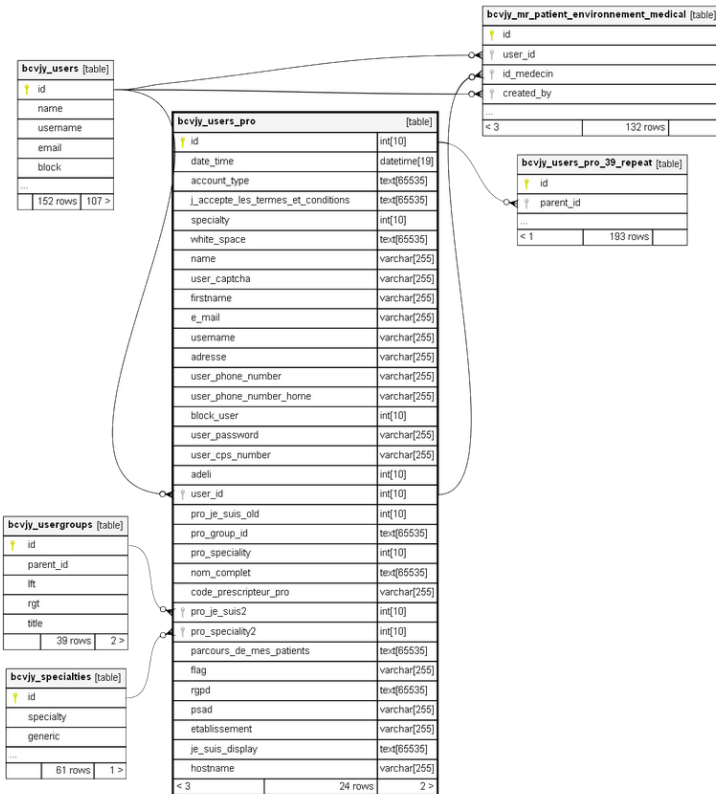 bcvjy_mr_patient_environnement_medical [table]
id
user_id
id_medecin
created_by
...
< 3 132 rows
bcvjy_users [table]
id
name
username
email
block
...
152 rows 107 >
bcvjy_users_pro_39_repeat [table]
id
parent_id
...
< 1 193 rows
bcvjy_users_pro [table]
id int[10]
date_time datetime[19]
account_type text[65535]
j_accepte_les_termes_et_conditions text[65535]
specialty int[10]
white_space text[65535]
name varchar[255]
user_captcha varchar[255]
firstname varchar[255]
e_mail varchar[255]
username varchar[255]
adresse varchar[255]
user_phone_number varchar[255]
user_phone_number_home varchar[255]
block_user int[10]
user_password varchar[255]
user_cps_number varchar[255]
adeli int[10]
user_id int[10]
pro_je_suis_old int[10]
pro_group_id text[65535]
pro_speciality int[10]
nom_complet text[65535]
code_prescripteur_pro varchar[255]
pro_je_suis2 int[10]
pro_speciality2 int[10]
parcours_de_mes_patients text[65535]
flag varchar[255]
rgpd text[65535]
psad varchar[255]
etablissement varchar[255]
je_suis_display text[65535]
hostname varchar[255]
< 3 24 rows 2 >
bcvjy_usergroups [table]
id
parent_id
lft
rgt
title
39 rows 2 >
bcvjy_specialties [table]
id
specialty
generic
...
61 rows 1 >